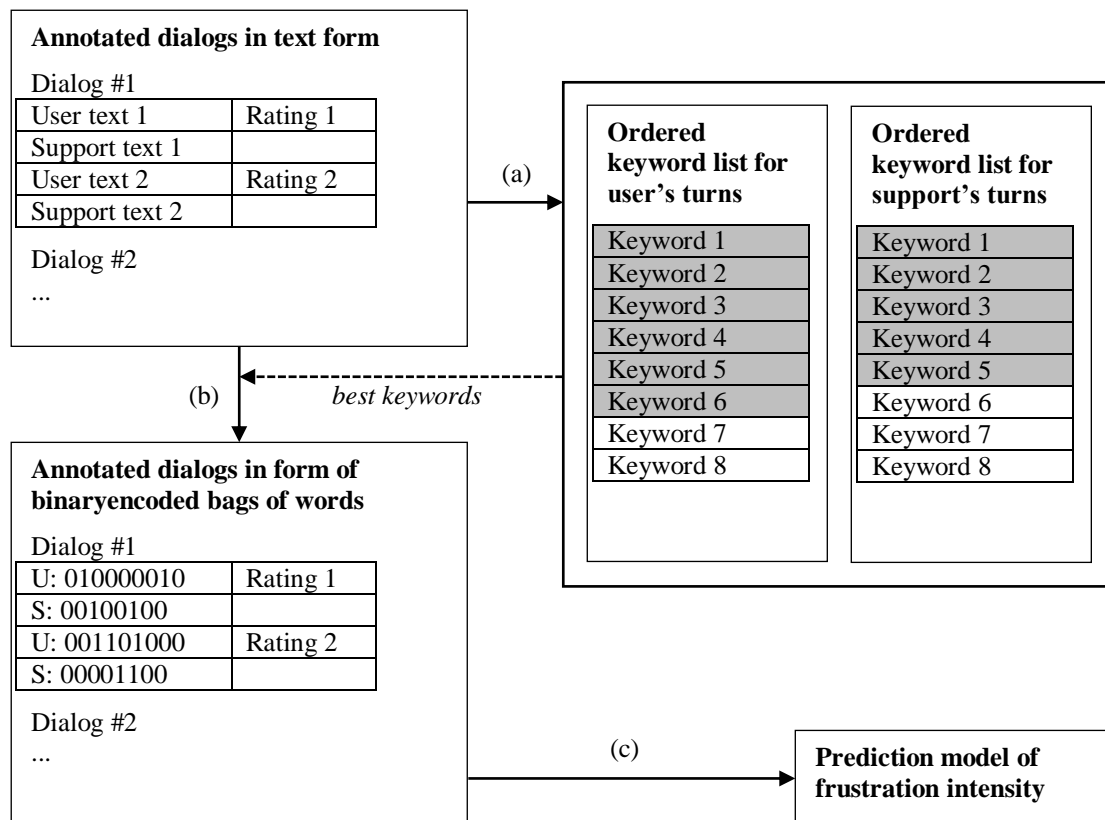 Annotated dialogs in text form
Dialog #1
User text 1 Rating 1
Support text 1
User text 2 Rating 2
Support text 2
Dialog #2
...
(a)
Ordered
keyword list for
user’s turns
Keyword 1
Keyword 2
Keyword 3
Keyword 4
Keyword 5
Keyword 6
Keyword 7
Keyword 8
Ordered
keyword list for
support’s turns
Keyword 1
Keyword 2
Keyword 3
Keyword 4
Keyword 5
Keyword 6
Keyword 7
Keyword 8
(b)
best keywords
Annotated dialogs in form of
binaryencoded bags of words
Dialog #1
U: 010000010 Rating 1
S: 00100100
U: 001101000 Rating 2
S: 00001100
Dialog #2
...
(c)
Prediction model of
frustration intensity